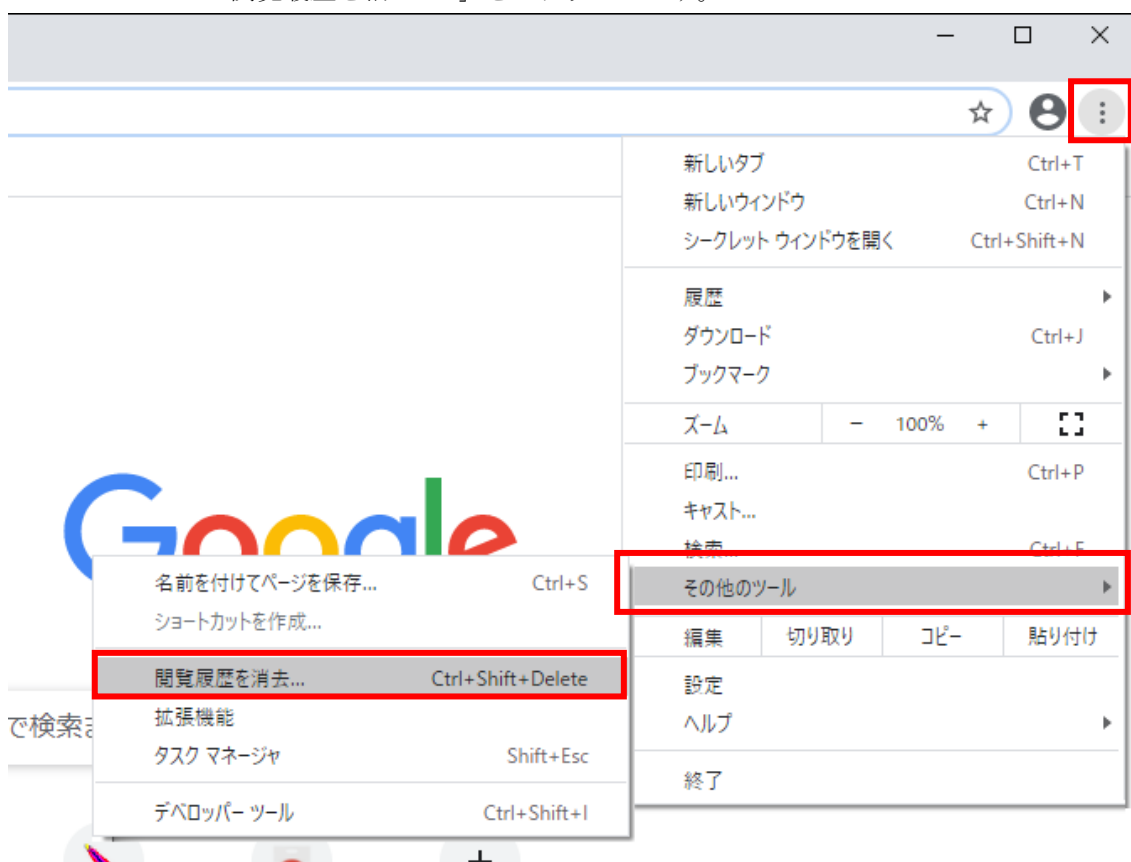 新しいタブ Ctrl+T
新しいウィンドウ Ctrl+N
シークレット ウィンドウを開く Ctrl+Shift+N
履歴
ダウンロード Ctrl+J
ブックマーク
ズーム − 100% +
印刷... Ctrl+P
キャスト...
検索... Ctrl+F
その他のツール
編集 切り取り コピー 貼り付け
設定
ヘルプ
終了
Google
名前を付けてページを保存... Ctrl+S
ショートカットを作成...
閲覧履歴を消去... Ctrl+Shift+Delete
拡張機能
タスク マネージャ Shift+Esc
デベロッパー ツール Ctrl+Shift+I
で検索